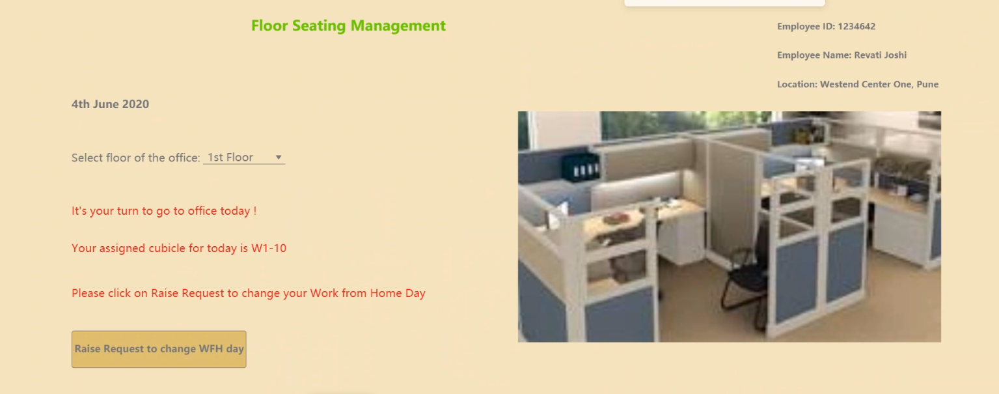 Floor Seating Management
Employee ID: 1234642
Employee Name: Revati Joshi
Location: Westend Center One, Pune
4th June 2020
Select floor of the office: 1st Floor
It's your turn to go to office today !
Your assigned cubicle for today is W1-10
Please click on Raise Request to change your Work from Home Day
Raise Request to change WFH day